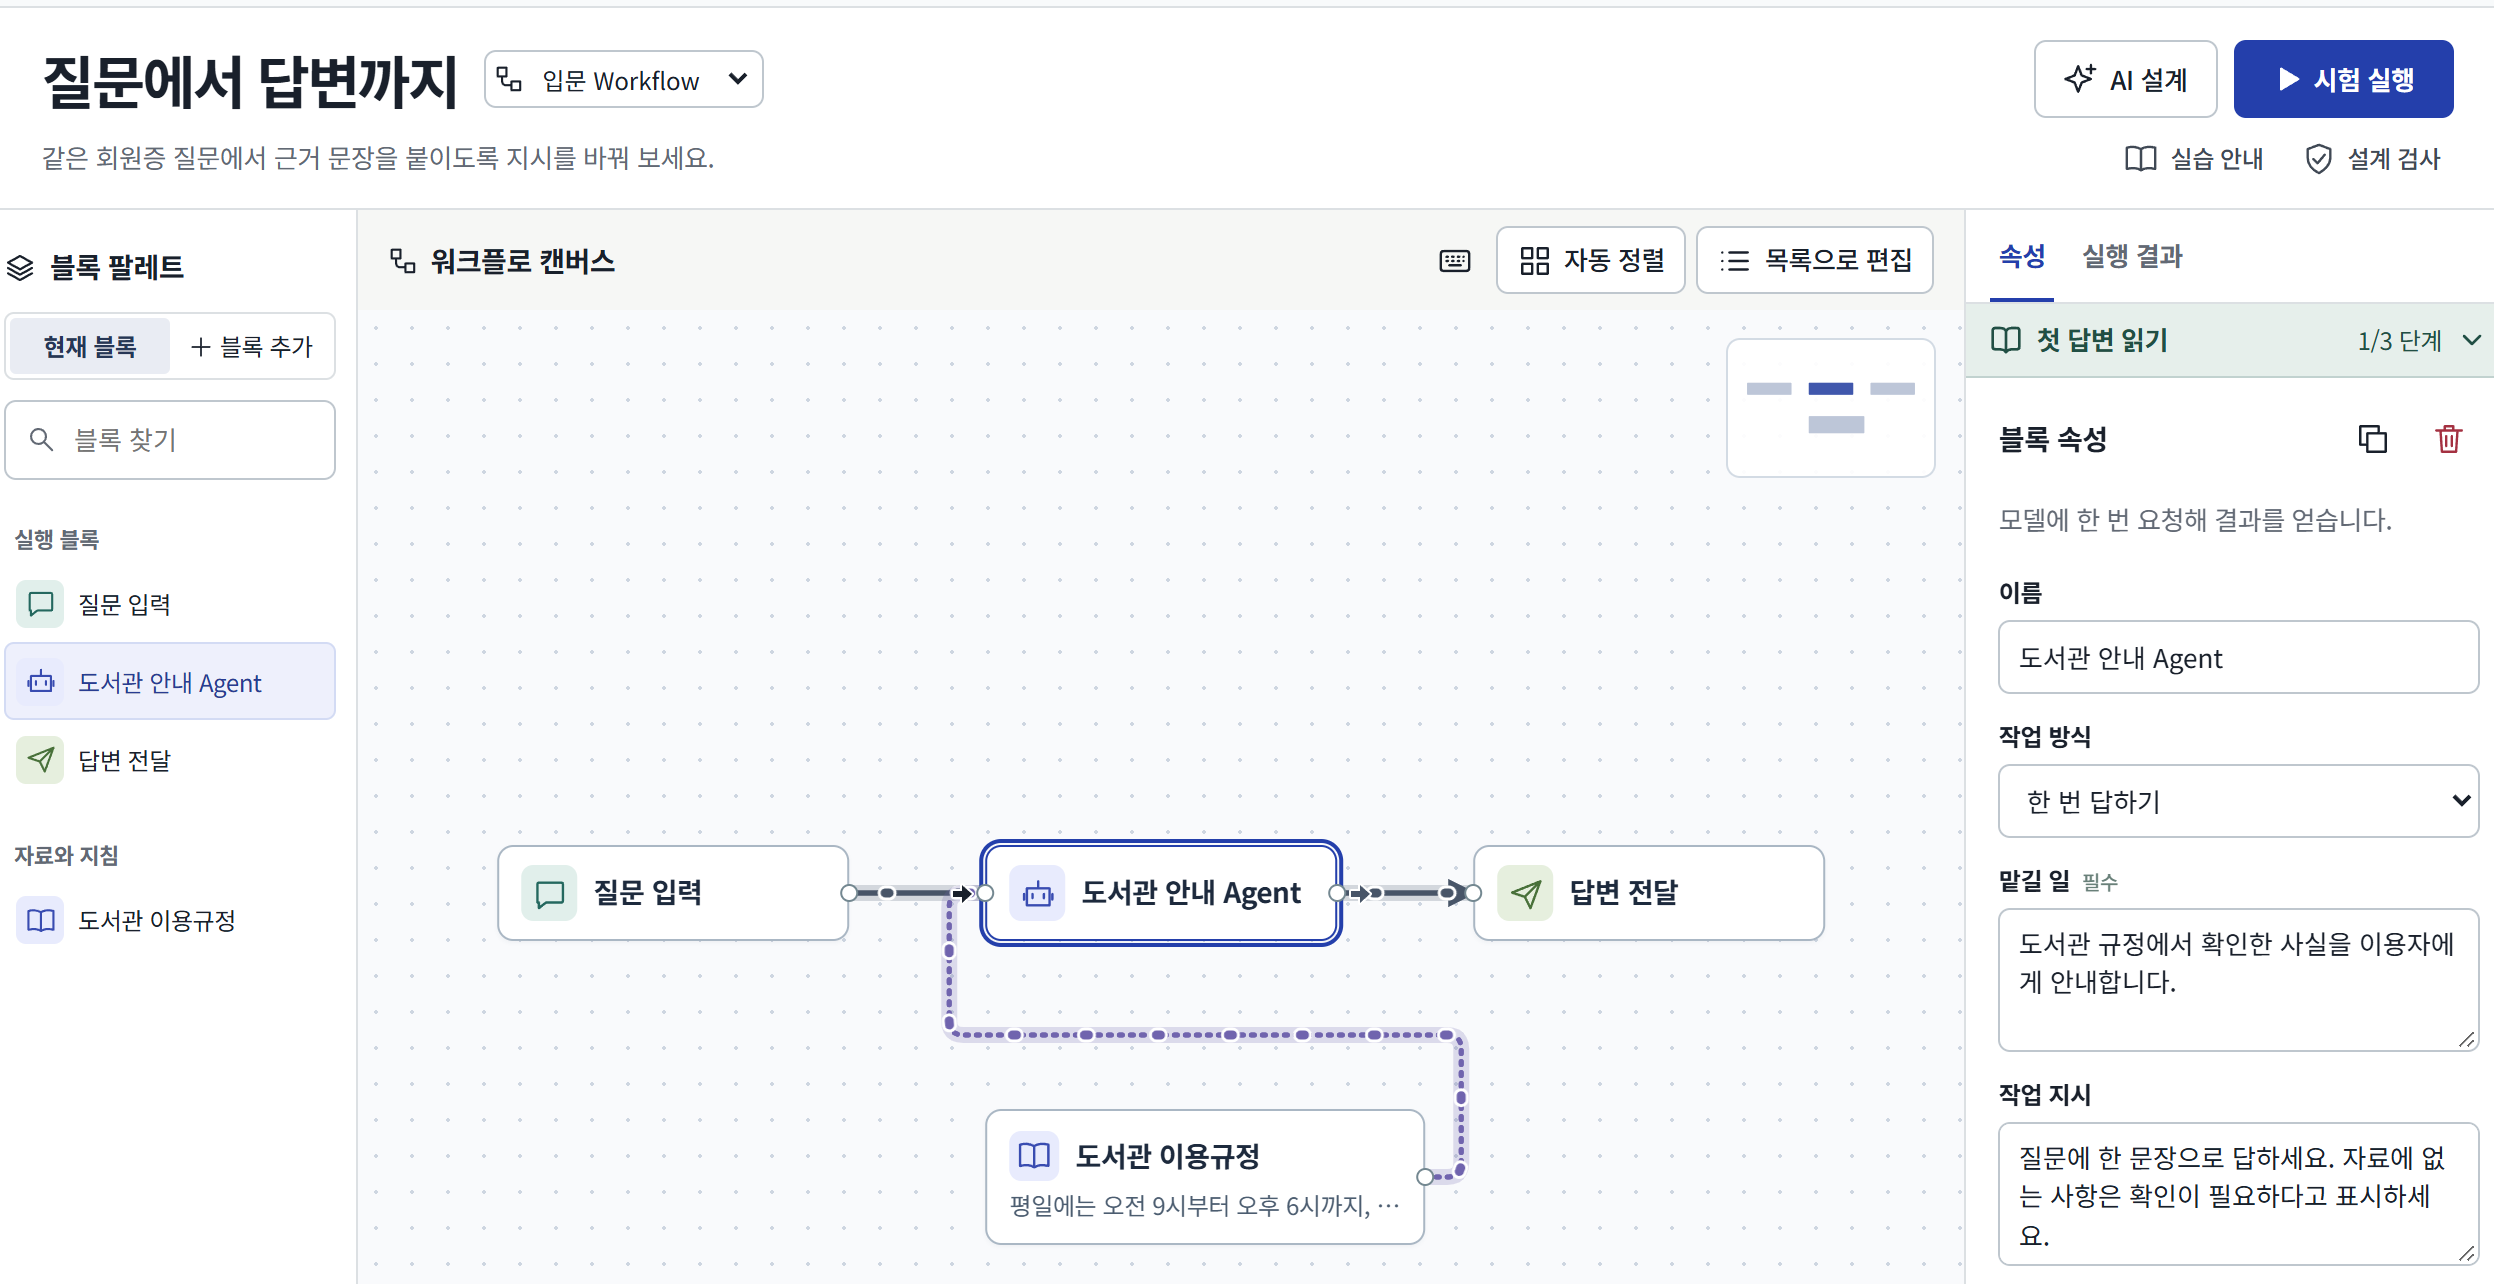 질문에서 답변까지
입문 Workflow
AI 설계
시험 실행
같은 회원증 질문에서 근거 문장을 붙이도록 지시를 바꿔 보세요.
실습 안내
설계 검사
블록 팔레트
현재 블록
블록 추가
블록 찾기
실행 블록
질문 입력
도서관 안내 Agent
답변 전달
자료와 지침
도서관 이용규정
워크플로 캔버스
자동 정렬
목록으로 편집
질문 입력
도서관 안내 Agent
답변 전달
도서관 이용규정
평일에는 오전 9시부터 오후 6시까지, ⋯
속성
실행 결과
첫 답변 읽기
1/3 단계
블록 속성
모델에 한 번 요청해 결과를 얻습니다.
이름
도서관 안내 Agent
작업 방식
한 번 답하기
맡길 일 필수
도서관 규정에서 확인한 사실을 이용자에
게 안내합니다.
작업 지시
질문에 한 문장으로 답하세요. 자료에 없
는 사항은 확인이 필요하다고 표시하세
요.